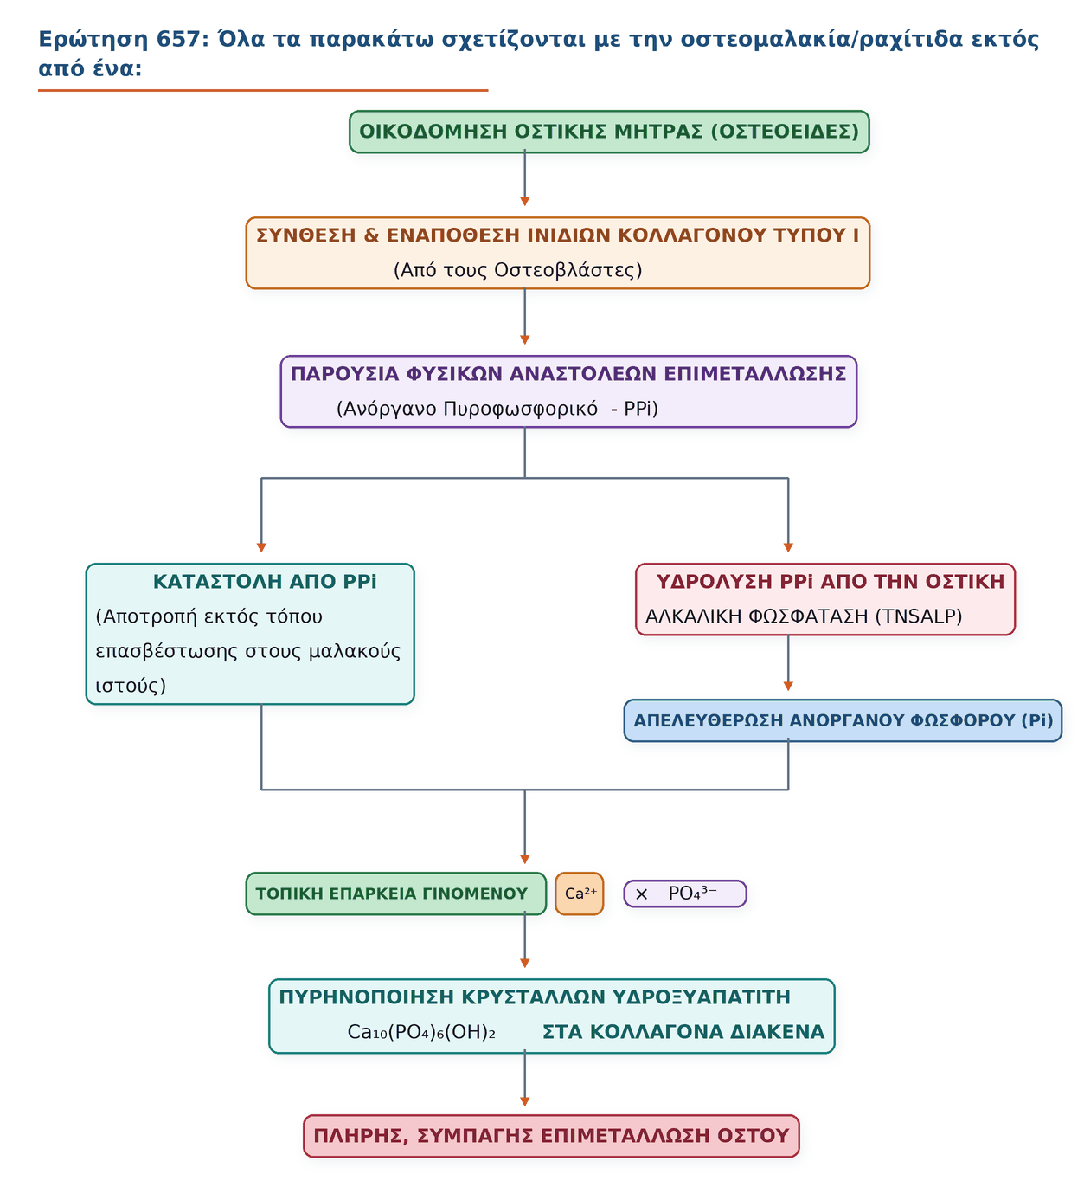 Ερώτηση 657: Όλα τα παρακάτω σχετίζονται με την οστεομαλακία/ραχίτιδα εκτός
από ένα:
ΟΙΚΟΔΟΜΗΣΗ ΟΣΤΙΚΗΣ ΜΗΤΡΑΣ (ΟΣΤΕΟΕΙΔΕΣ)
ΣΥΝΘΕΣΗ & ΕΝΑΠΟΘΕΣΗ ΙΝΙΔΙΩΝ ΚΟΛΛΑΓΟΝΟΥ ΤΥΠΟΥ Ι
(Από τους Οστεοβλάστες)
ΠΑΡΟΥΣΙΑ ΦΥΣΙΚΩΝ ΑΝΑΣΤΟΛΕΩΝ ΕΠΙΜΕΤΑΛΛΩΣΗΣ
(Ανόργανο Πυροφωσφορικό - PPi)
ΚΑΤΑΣΤΟΛΗ ΑΠΟ PPi
(Αποτροπή εκτός τόπου
επασβέστωσης στους μαλακούς
ιστούς)
ΥΔΡΟΛΥΣΗ PPi ΑΠΟ ΤΗΝ ΟΣΤΙΚΗ
ΑΛΚΑΛΙΚΗ ΦΩΣΦΑΤΑΣΗ (TNSALP)
ΑΠΕΛΕΥΘΕΡΩΣΗ ΑΝΟΡΓΑΝΟΥ ΦΩΣΦΟΡΟΥ (Pi)
ΤΟΠΙΚΗ ΕΠΑΡΚΕΙΑ ΓΙΝΟΜΕΝΟΥ Ca²⁺ × PO₄³⁻
ΠΥΡΗΝΟΠΟΙΗΣΗ ΚΡΥΣΤΑΛΛΩΝ ΥΔΡΟΞΥΑΠΑΤΙΤΗ
Ca₁₀(PO₄)₆(OH)₂ ΣΤΑ ΚΟΛΛΑΓΟΝΑ ΔΙΑΚΕΝΑ
ΠΛΗΡΗΣ, ΣΥΜΠΑΓΗΣ ΕΠΙΜΕΤΑΛΛΩΣΗ ΟΣΤΟΥ